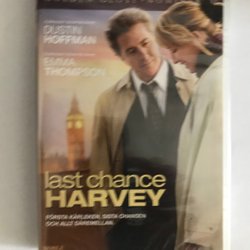 DUSTIN
HOFFMAN
EMMA
THOMPSON
last chance
HARVEY
FÖRSTA KÄRLEKEN, SISTA CHANSEN
OCH ALLT DÄREMELLAN.